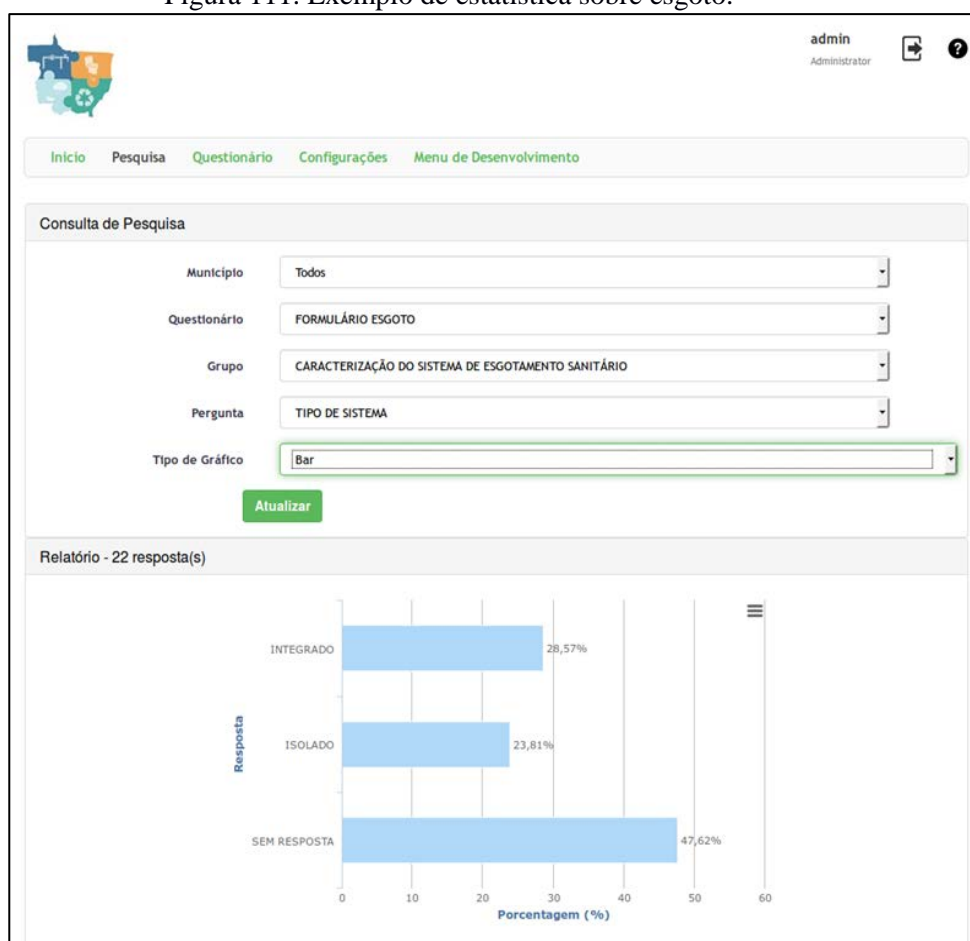 Figura 111: Exemplo de estatística sobre esgoto.
admin
Administrator
Início Pesquisa Questionário Configurações Menu de Desenvolvimento
Consulta de Pesquisa
Município Todos
Questionário FORMULÁRIO ESGOTO
Grupo CARACTERIZAÇÃO DO SISTEMA DE ESGOTAMENTO SANITÁRIO
Pergunta TIPO DE SISTEMA
Tipo de Gráfico Bar
Atualizar
Relatório - 22 resposta(s)
INTEGRADO 28,57%
Resposta
ISOLADO 23,81%
SEM RESPOSTA 47,62%
0 10 20 30 40 50 60
Porcentagem (%)